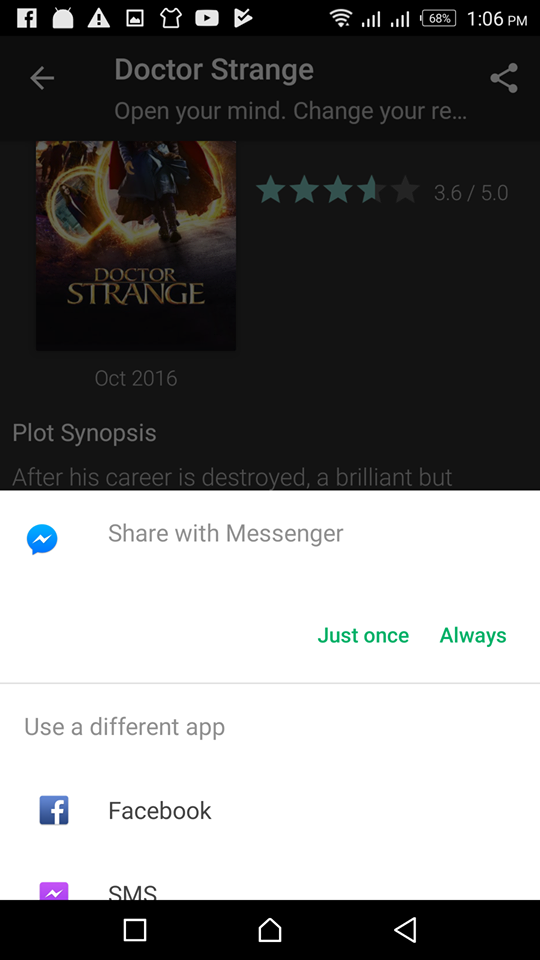 68%
1:06 PM
Doctor Strange
Open your mind. Change your re...
3.6 / 5.0
DOCTOR
STRANGE
Oct 2016
Plot Synopsis
After his career is destroyed, a brilliant but
Share with Messenger
Just once
Always
Use a different app
Facebook
SMS